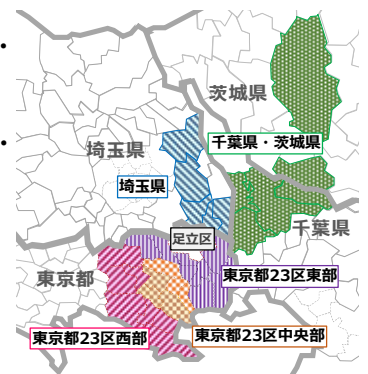 •
茨城県
千葉県・茨城県
•
埼玉県
埼玉県
千葉県
足立区
東京都
東京都23区東部
東京都23区西部
東京都23区中央部